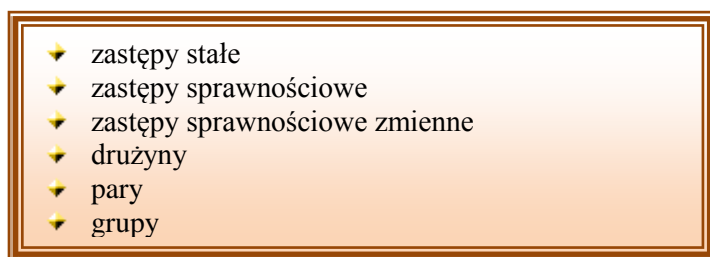 zastępy stałe
zastępy sprawnościowe
zastępy sprawnościowe zmienne
drużyny
pary
grupy